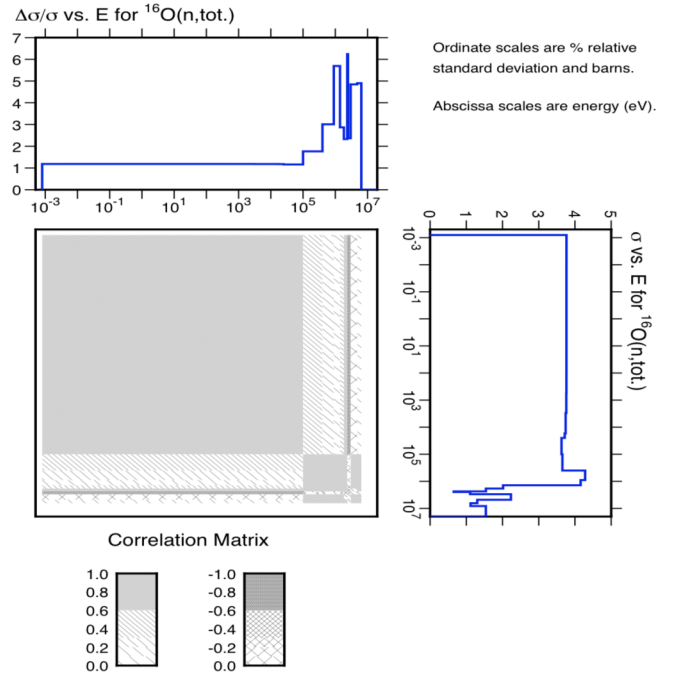 Δσ/σ vs. E for ¹⁶O(n,tot.)
Ordinate scales are % relative
standard deviation and barns.
Abscissa scales are energy (eV).
7
6
5
4
3
2
1
0
10⁻³ 10⁻¹ 10¹ 10³ 10⁵ 10⁷
0 1 2 3 4 5
σ vs. E for ¹⁶O(n,tot.)
10⁻³
10⁻¹
10¹
10³
10⁵
10⁷
Correlation Matrix
1.0 -1.0
0.8 -0.8
0.6 -0.6
0.4 -0.4
0.2 -0.2
0.0 0.0